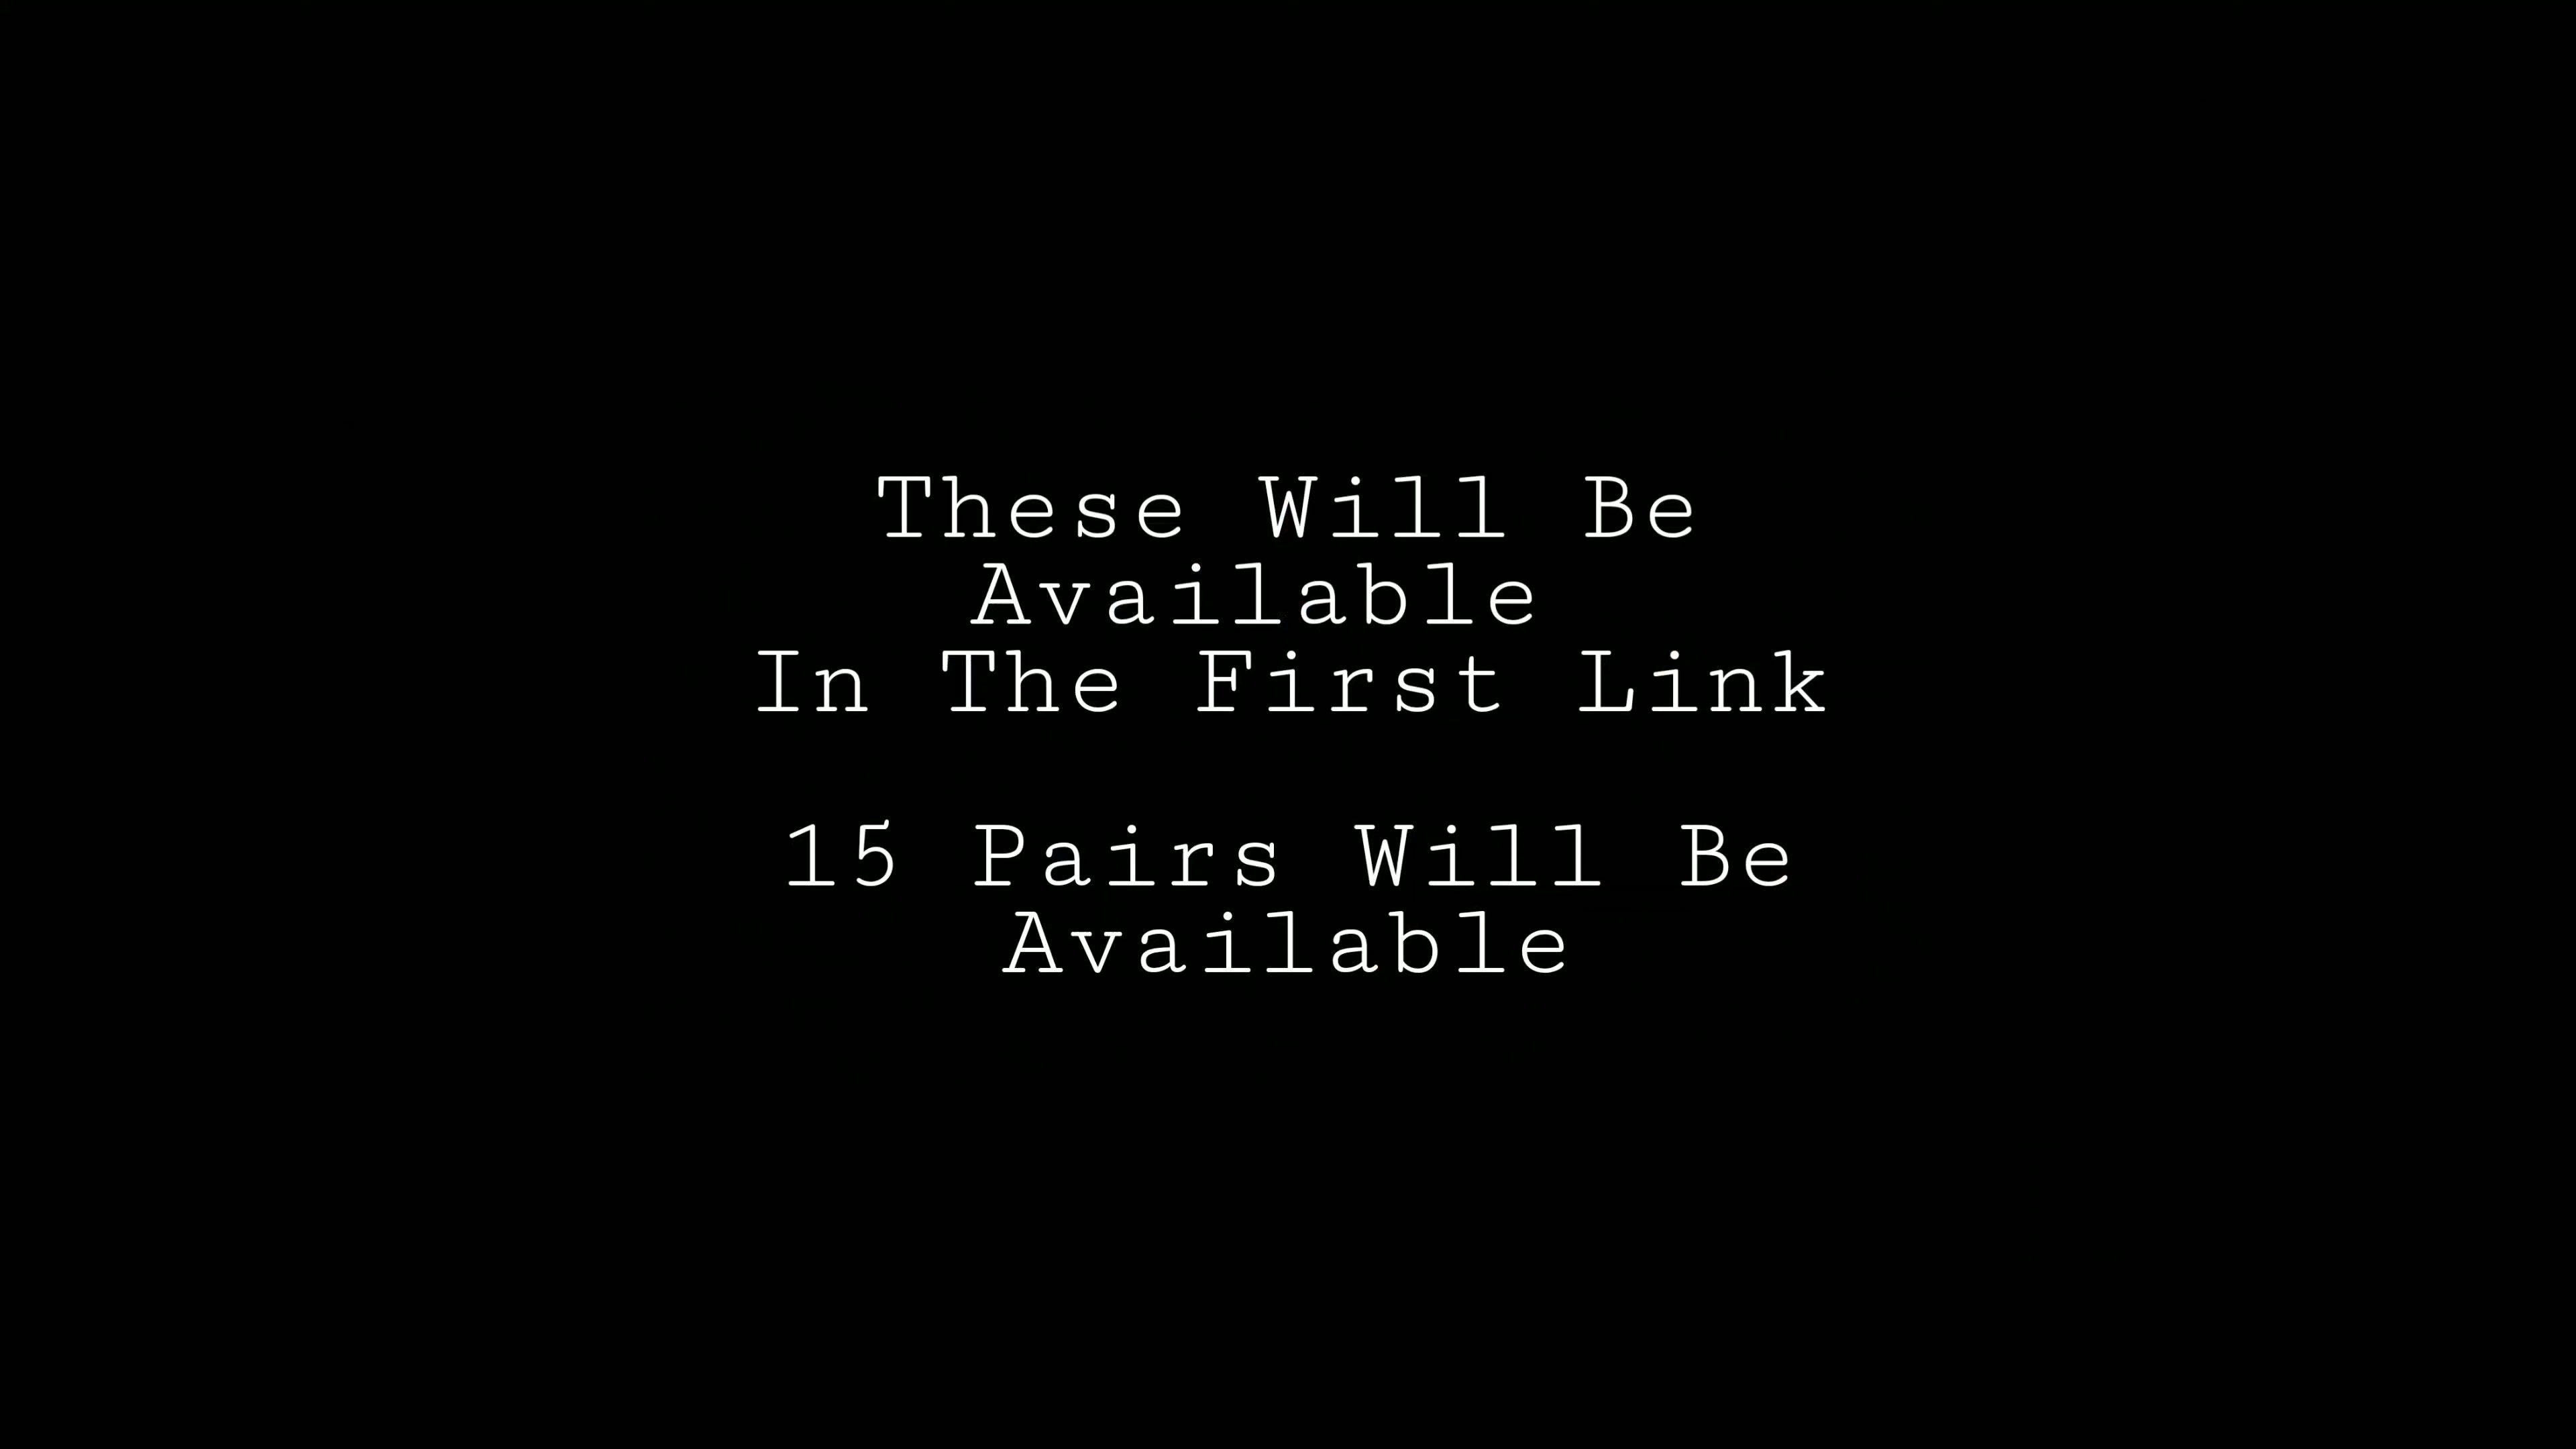 These Will Be
Available
In The First Link
15 Pairs Will Be
Available